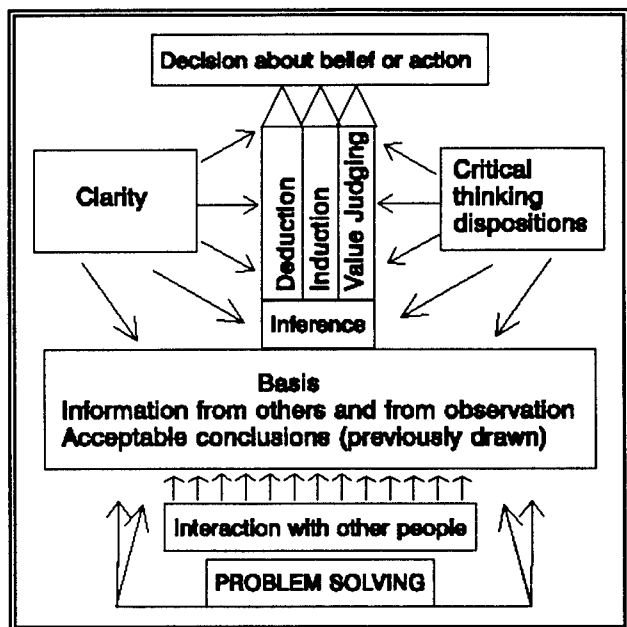 Decision about belief or action
Clarity
Deduction
Induction
Value Judging
Critical
thinking
dispositions
Inference
Basis
Information from others and from observation
Acceptable conclusions (previously drawn)
Interaction with other people
PROBLEM SOLVING